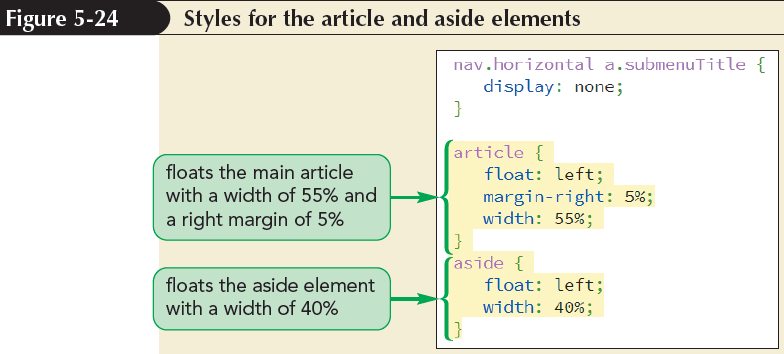 Figure 5-24 Styles for the article and aside elements
nav.horizontal a.submenuTitle {
display: none;
}
floats the main article
with a width of 55% and
a right margin of 5%
article {
float: left;
margin-right: 5%;
width: 55%;
}
floats the aside element
with a width of 40%
aside {
float: left;
width: 40%;
}